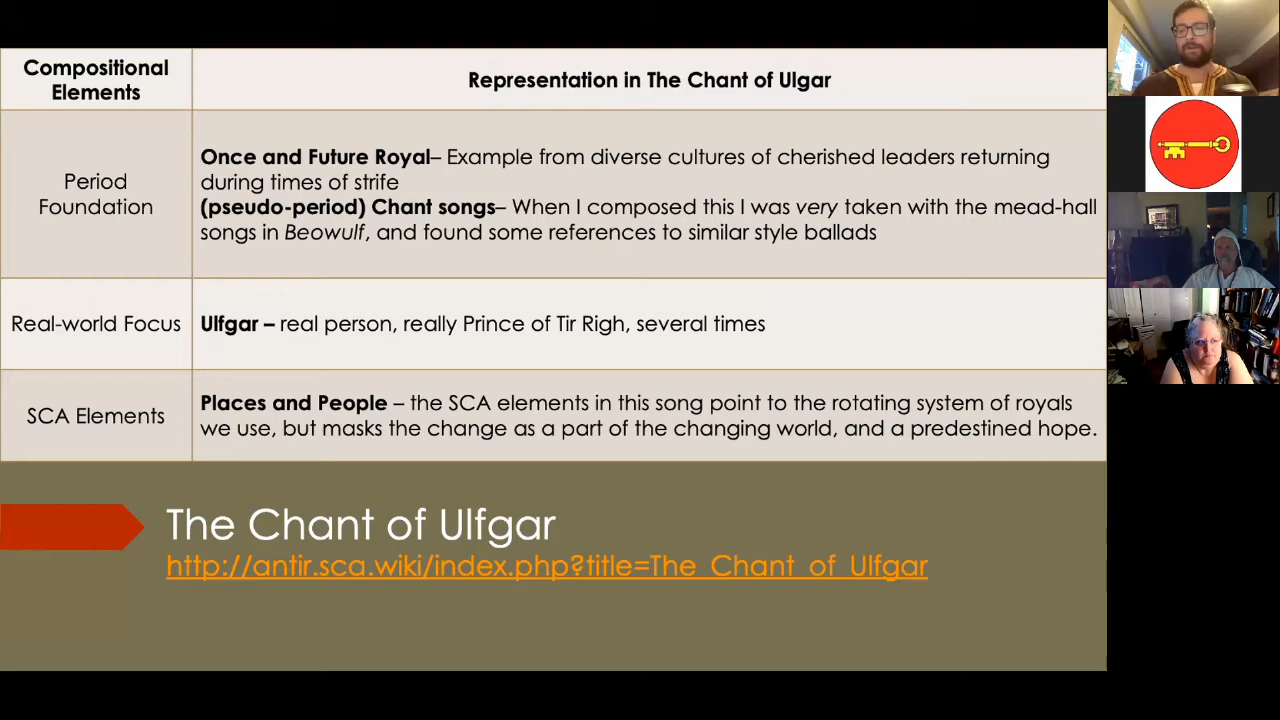 Compositional
Elements
Representation in The Chant of Ulgar
Period
Foundation
Once and Future Royal– Example from diverse cultures of cherished leaders returning
during times of strife
(pseudo-period) Chant songs– When I composed this I was very taken with the mead-hall
songs in Beowulf, and found some references to similar style ballads
Real-world Focus
Ulfgar – real person, really Prince of Tir Righ, several times
SCA Elements
Places and People – the SCA elements in this song point to the rotating system of royals
we use, but masks the change as a part of the changing world, and a predestined hope.
The Chant of Ulfgar
http://antir.sca.wiki/index.php?title=The_Chant_of_Ulfgar